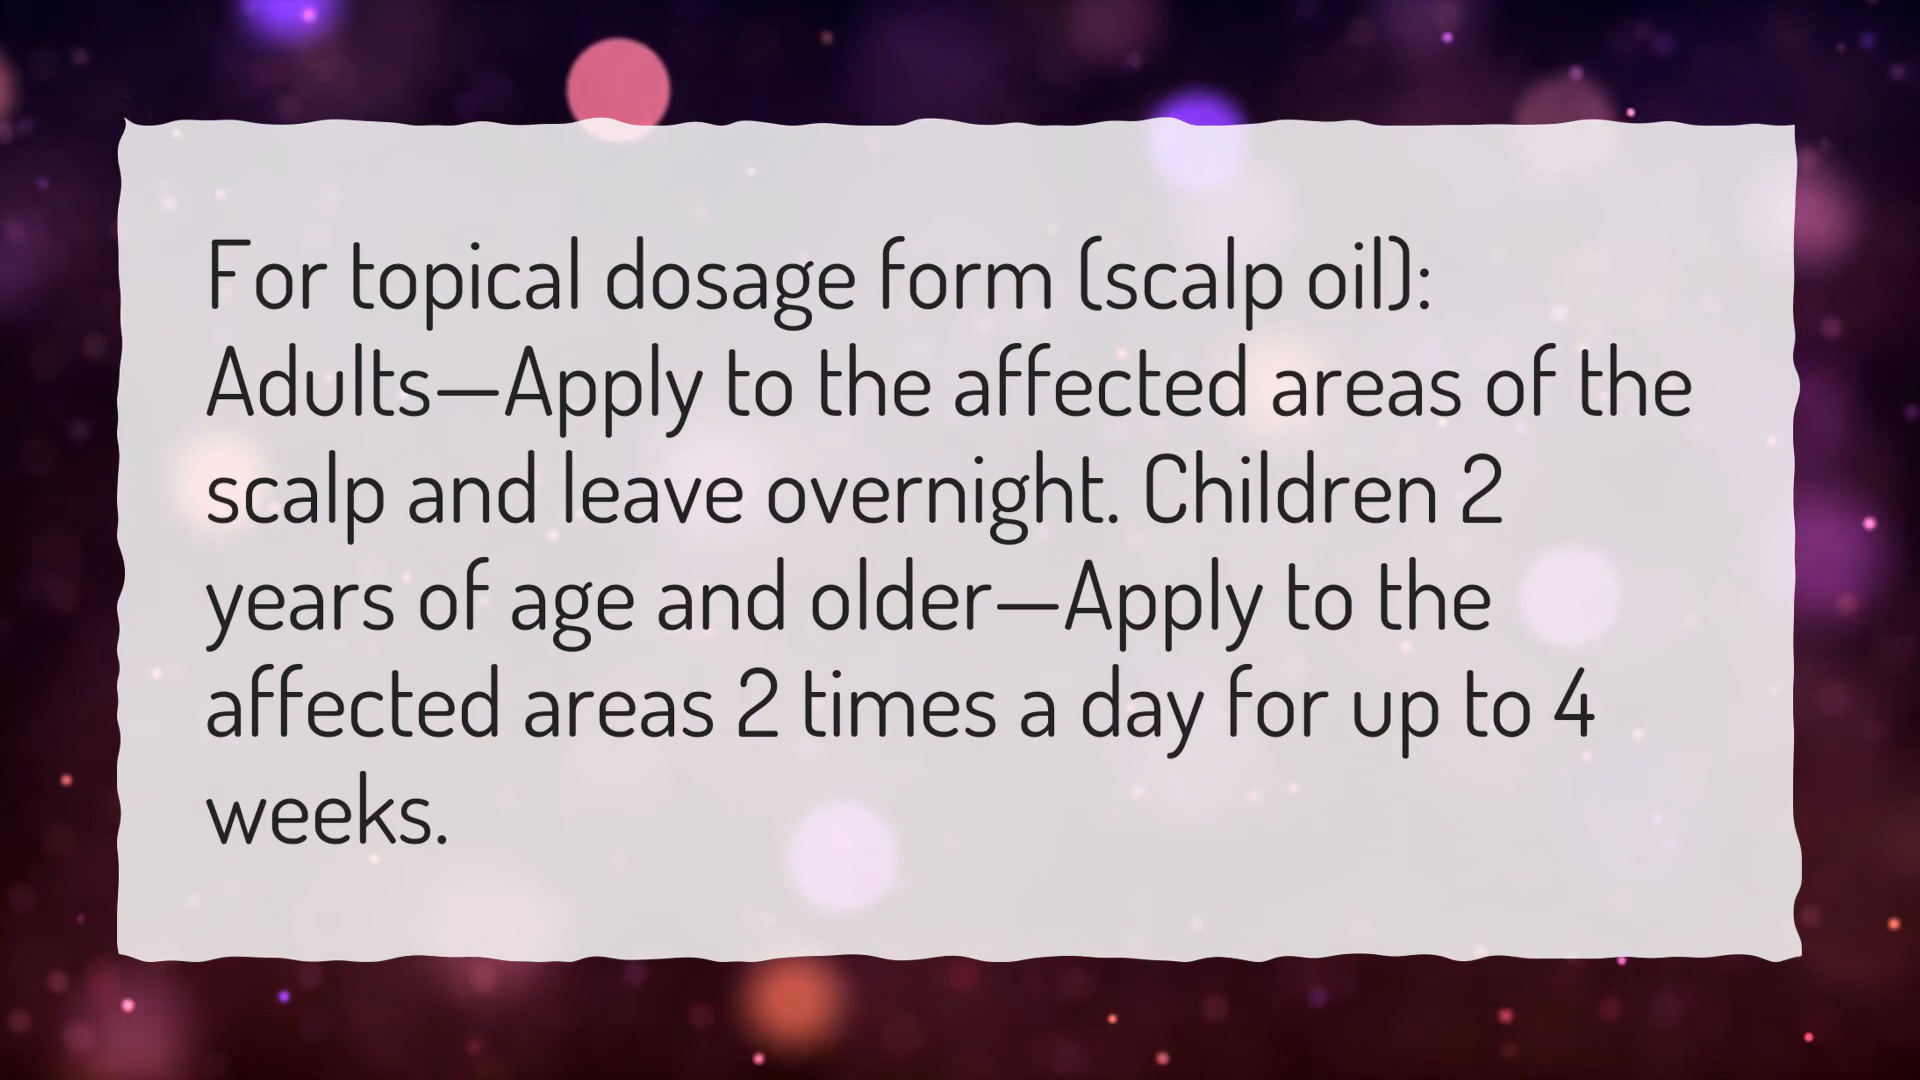 For topical dosage form (scalp oil):
Adults—Apply to the affected areas of the
scalp and leave overnight. Children 2
years of age and older—Apply to the
affected areas 2 times a day for up to 4
weeks.